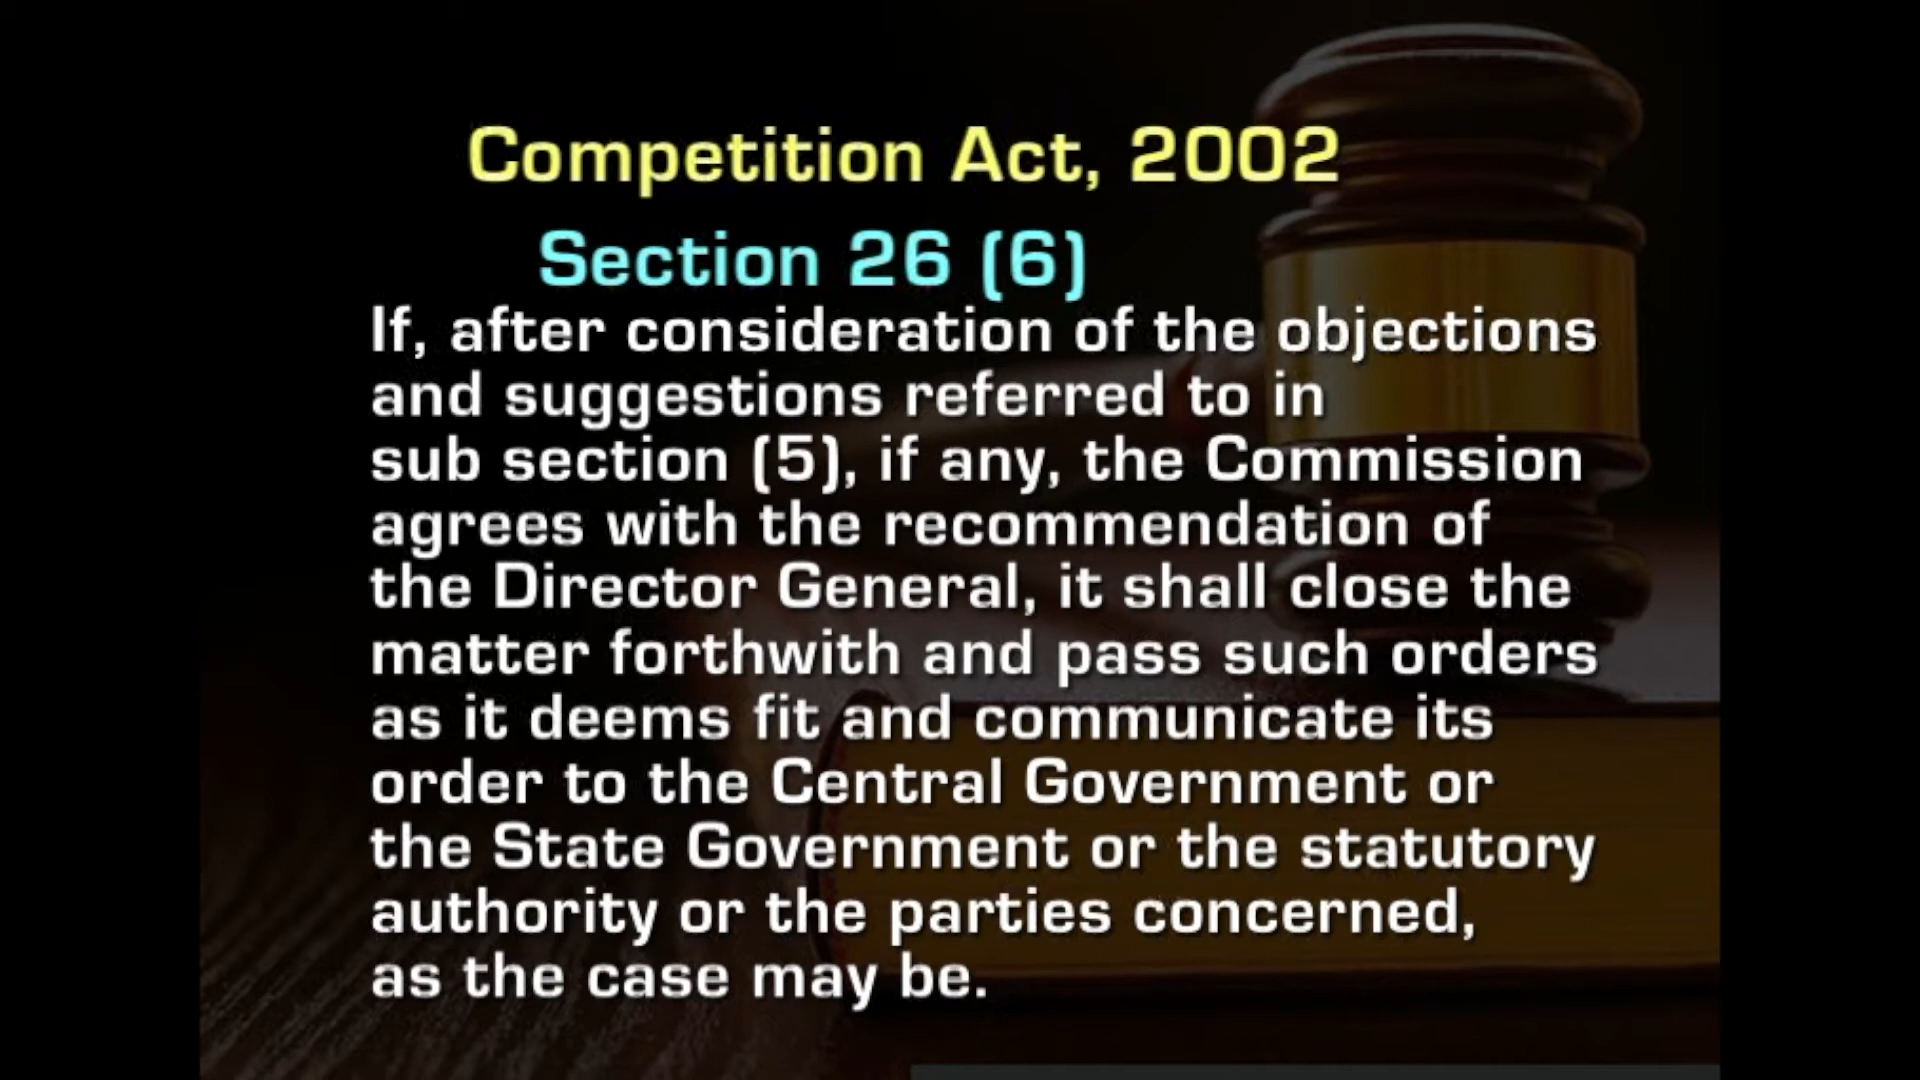 Competition Act, 2002
Section 26 (6)
If, after consideration of the objections
and suggestions referred to in
sub section (5), if any, the Commission
agrees with the recommendation of
the Director General, it shall close the
matter forthwith and pass such orders
as it deems fit and communicate its
order to the Central Government or
the State Government or the statutory
authority or the parties concerned,
as the case may be.